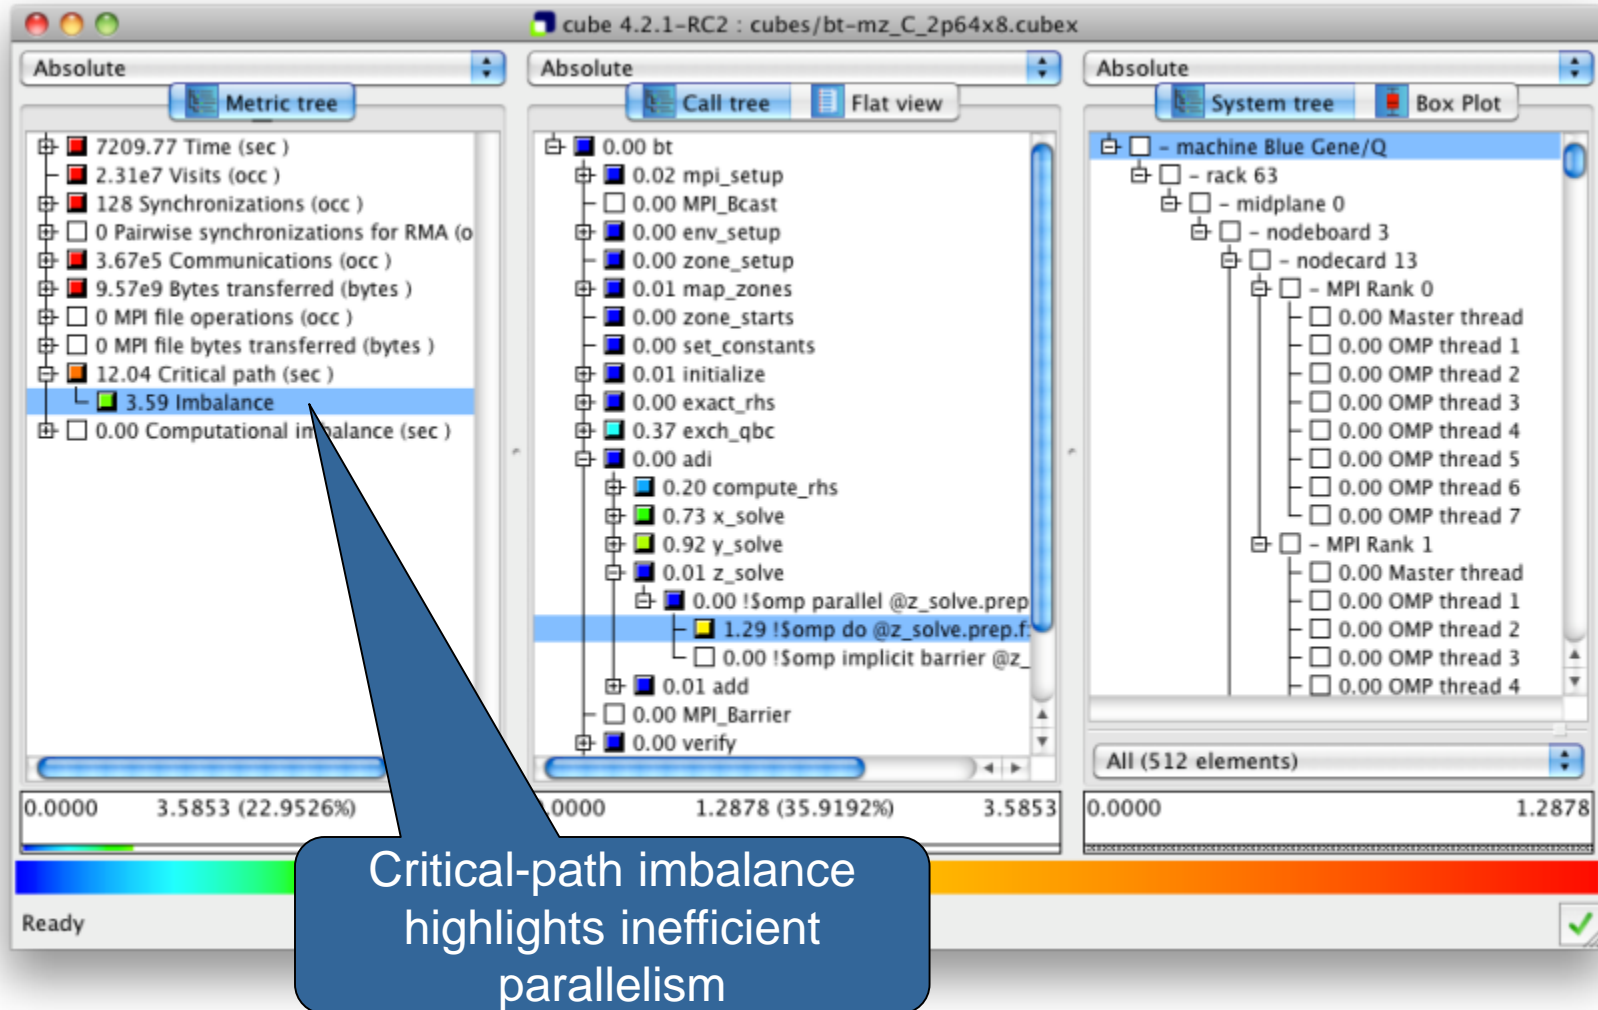 cube 4.2.1-RC2 : cubes/bt-mz_C_2p64x8.cubex
Absolute
Metric tree
7209.77 Time (sec )
2.31e7 Visits (occ )
128 Synchronizations (occ )
0 Pairwise synchronizations for RMA (o
3.67e5 Communications (occ )
9.57e9 Bytes transferred (bytes )
0 MPI file operations (occ )
0 MPI file bytes transferred (bytes )
12.04 Critical path (sec )
3.59 Imbalance
0.00 Computational imbalance (sec )
0.0000 3.5853 (22.9526%)
Absolute
Call tree Flat view
0.00 bt
0.02 mpi_setup
0.00 MPI_Bcast
0.00 env_setup
0.00 zone_setup
0.01 map_zones
0.00 zone_starts
0.00 set_constants
0.01 initialize
0.00 exact_rhs
0.37 exch_qbc
0.00 adi
0.20 compute_rhs
0.73 x_solve
0.92 y_solve
0.01 z_solve
0.00 !$omp parallel @z_solve.prep
1.29 !$omp do @z_solve.prep.f:
0.00 !$omp implicit barrier @z_
0.01 add
0.00 MPI_Barrier
0.00 verify
0.0000 1.2878 (35.9192%) 3.5853
Absolute
System tree Box Plot
- machine Blue Gene/Q
- rack 63
- midplane 0
- nodeboard 3
- nodecard 13
- MPI Rank 0
0.00 Master thread
0.00 OMP thread 1
0.00 OMP thread 2
0.00 OMP thread 3
0.00 OMP thread 4
0.00 OMP thread 5
0.00 OMP thread 6
0.00 OMP thread 7
- MPI Rank 1
0.00 Master thread
0.00 OMP thread 1
0.00 OMP thread 2
0.00 OMP thread 3
0.00 OMP thread 4
All (512 elements)
0.0000 1.2878
Critical-path imbalance
highlights inefficient
parallelism
Ready